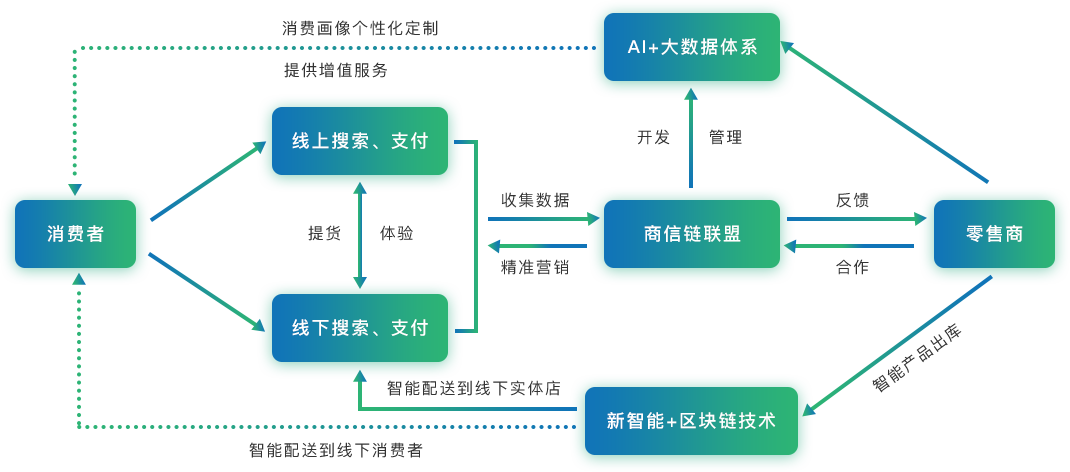 消费画像个性化定制
AI+大数据体系
提供增值服务
线上搜索、支付
开发
管理
收集数据
反馈
消费者
提货
体验
商信链联盟
零售商
精准营销
合作
线下搜索、支付
智能产品出库
智能配送到线下实体店
新智能+区块链技术
智能配送到线下消费者